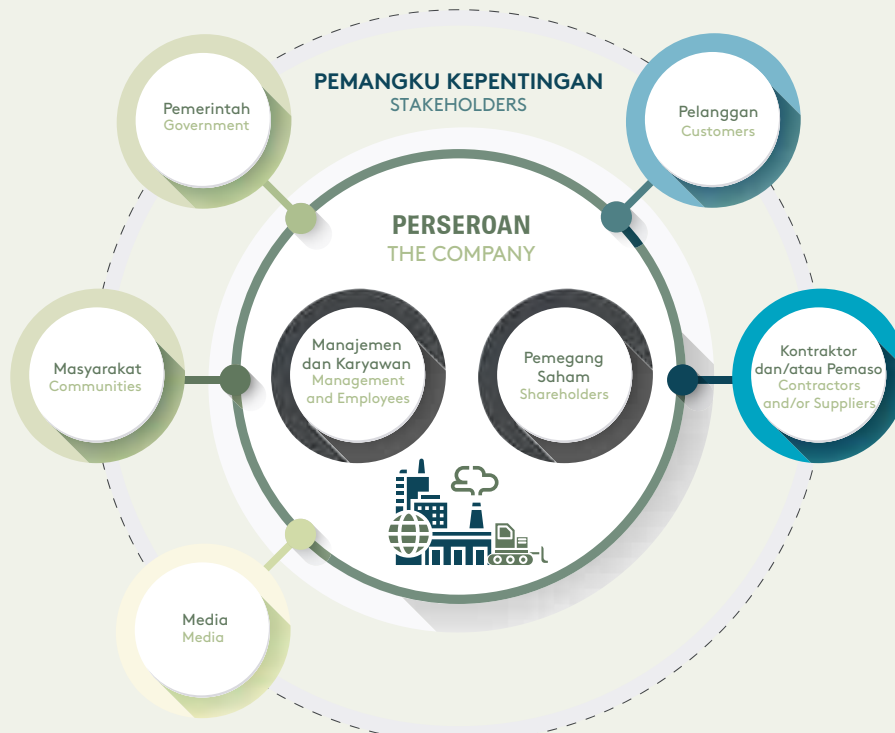 PEMANGKU KEPENTINGAN
STAKEHOLDERS
Pemerintah
Government
Pelanggan
Customers
PERSEROAN
THE COMPANY
Masyarakat
Communities
Manajemen
dan Karyawan
Management
and Employees
Pemegang
Saham
Shareholders
Kontraktor
dan/atau Pemaso
Contractors
and/or Suppliers
Media
Media